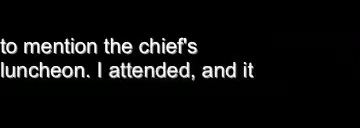 to mention the chief's
luncheon. I attended, and it